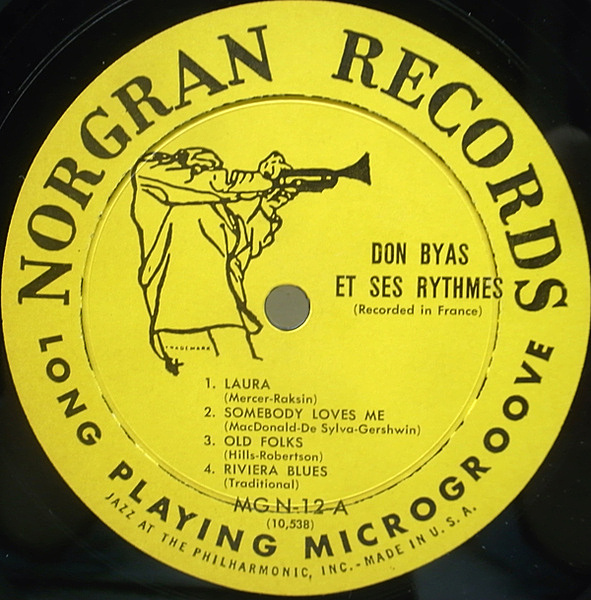 NORGRAN RECORDS
DON BYAS
ET SES RYTHMES
(Recorded in France)
TRADEMARK
1. LAURA
(Mercer-Raksin)
2. SOMEBODY LOVES ME
(MacDonald-De Sylva-Gershwin)
3. OLD FOLKS
(Hills-Robertson)
4. RIVIERA BLUES
(Traditional)
MG N-12-A
(10,538)
LONG PLAYING MICROGROOVE
JAZZ AT THE PHILHARMONIC, INC.-MADE IN U.S.A.